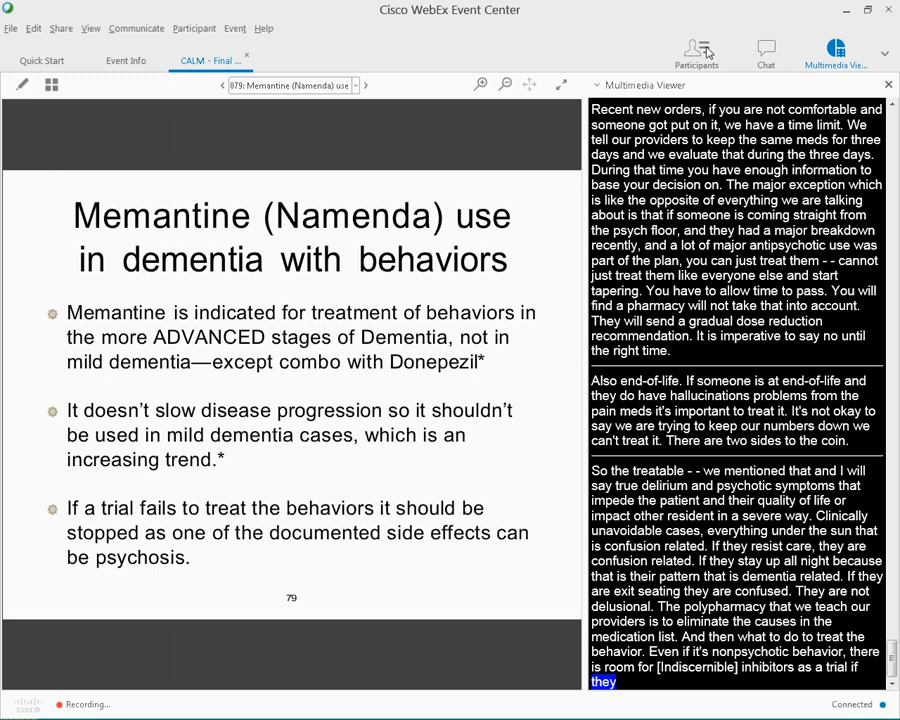 Cisco WebEx Event Center
File Edit Share View Communicate Participant Event Help
Quick Start Event Info CALM - Final ... ×
Participants Chat Multimedia Vie...
079: Memantine (Namenda) use
Memantine (Namenda) use
in dementia with behaviors
Memantine is indicated for treatment of behaviors in
the more ADVANCED stages of Dementia, not in
mild dementia—except combo with Donepezil*
It doesn't slow disease progression so it shouldn't
be used in mild dementia cases, which is an
increasing trend.*
If a trial fails to treat the behaviors it should be
stopped as one of the documented side effects can
be psychosis.
79
Multimedia Viewer
Recent new orders, if you are not comfortable and
someone got put on it, we have a time limit. We
tell our providers to keep the same meds for three
days and we evaluate that during the three days.
During that time you have enough information to
base your decision on. The major exception which
is like the opposite of everything we are talking
about is that if someone is coming straight from
the psych floor, and they had a major breakdown
recently, and a lot of major antipsychotic use was
part of the plan, you can just treat them - - cannot
just treat them like everyone else and start
tapering. You have to allow time to pass. You will
find a pharmacy will not take that into account.
They will send a gradual dose reduction
recommendation. It is imperative to say no until
the right time.
Also end-of-life. If someone is at end-of-life and
they do have hallucinations problems from the
pain meds it's important to treat it. It's not okay to
say we are trying to keep our numbers down we
can't treat it. There are two sides to the coin.
So the treatable - - we mentioned that and I will
say true delirium and psychotic symptoms that
impede the patient and their quality of life or
impact other resident in a severe way. Clinically
unavoidable cases, everything under the sun that
is confusion related. If they resist care, they are
confusion related. If they stay up all night because
that is their pattern that is dementia related. If they
are exit seating they are confused. They are not
delusional. The polypharmacy that we teach our
providers is to eliminate the causes in the
medication list. And then what to do to treat the
behavior. Even if it's nonpsychotic behavior, there
is room for [Indiscernible] inhibitors as a trial if
they
cisco Recording... Connected